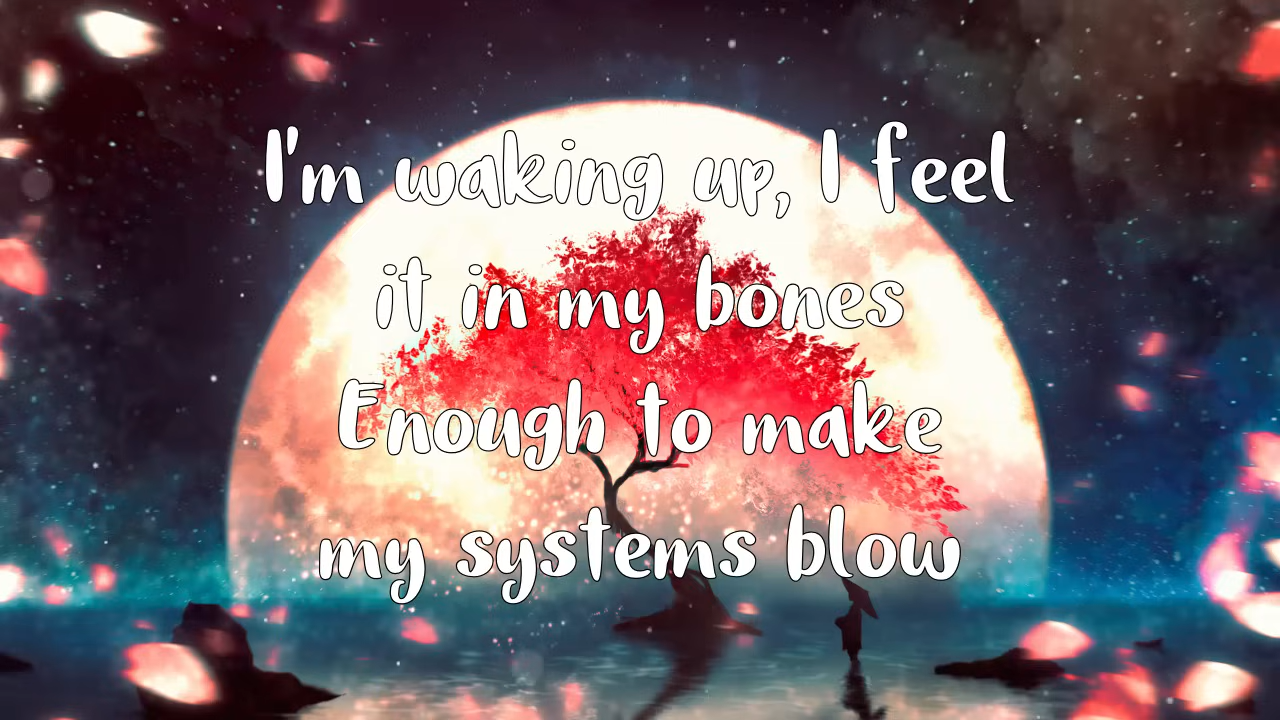 I'm waking up, I feel
it in my bones
Enough to make
my systems blow